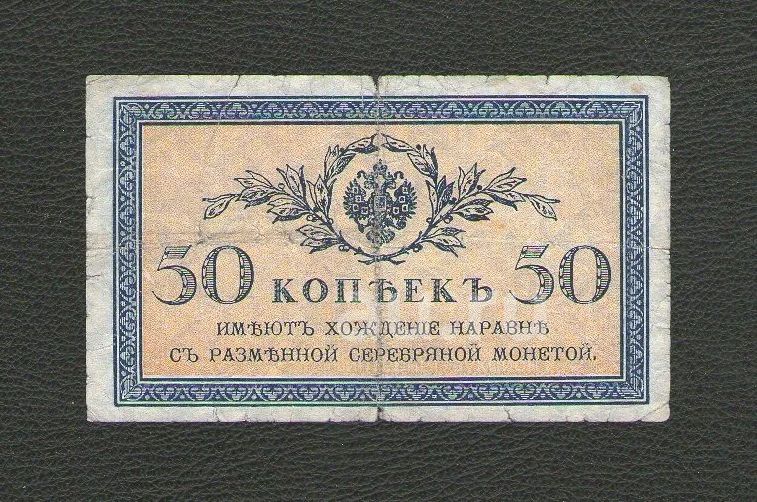 50 КОПѢЕКЪ 50
ИМѢЮТЪ ХОЖДЕНІЕ НАРАВНѢ
СЪ РАЗМѢННОЙ СЕРЕБРЯНОЙ МОНЕТОЙ.